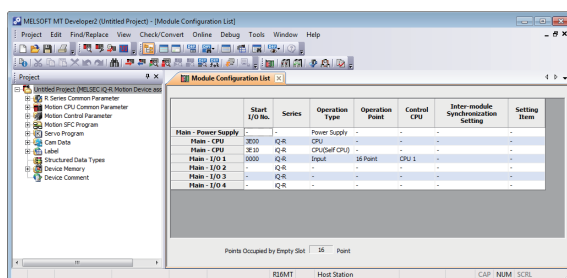 MELSOFT MT Developer2 (Untitled Project) - [Module Configuration List]
Project Edit Find/Replace View Check/Convert Online Debug Tools Window Help
Project
Module Configuration List
Untitled Project (MELSEC iQ-R Motion Device ass
R Series Common Parameter
Motion CPU Common Parameter
Motion Control Parameter
Motion SFC Program
Servo Program
Cam Data
Label
Structured Data Types
Device Memory
Device Comment
Start I/O No. Series Operation Type Operation Point Control CPU Inter-module Synchronization Setting Setting Item
Main - Power Supply - - Power Supply - - - -
Main - CPU 3E00 iQ-R CPU - - - -
Main - CPU 3E10 iQ-R CPU(Self CPU) - - - -
Main - I/O 1 0000 iQ-R Input 16 Point CPU 1 - -
Main - I/O 2 - iQ-R - - - - -
Main - I/O 3 - iQ-R - - - - -
Main - I/O 4 - iQ-R - - - - -
Points Occupied by Empty Slot 16 Point
R16MT Host Station CAP NUM SCRL